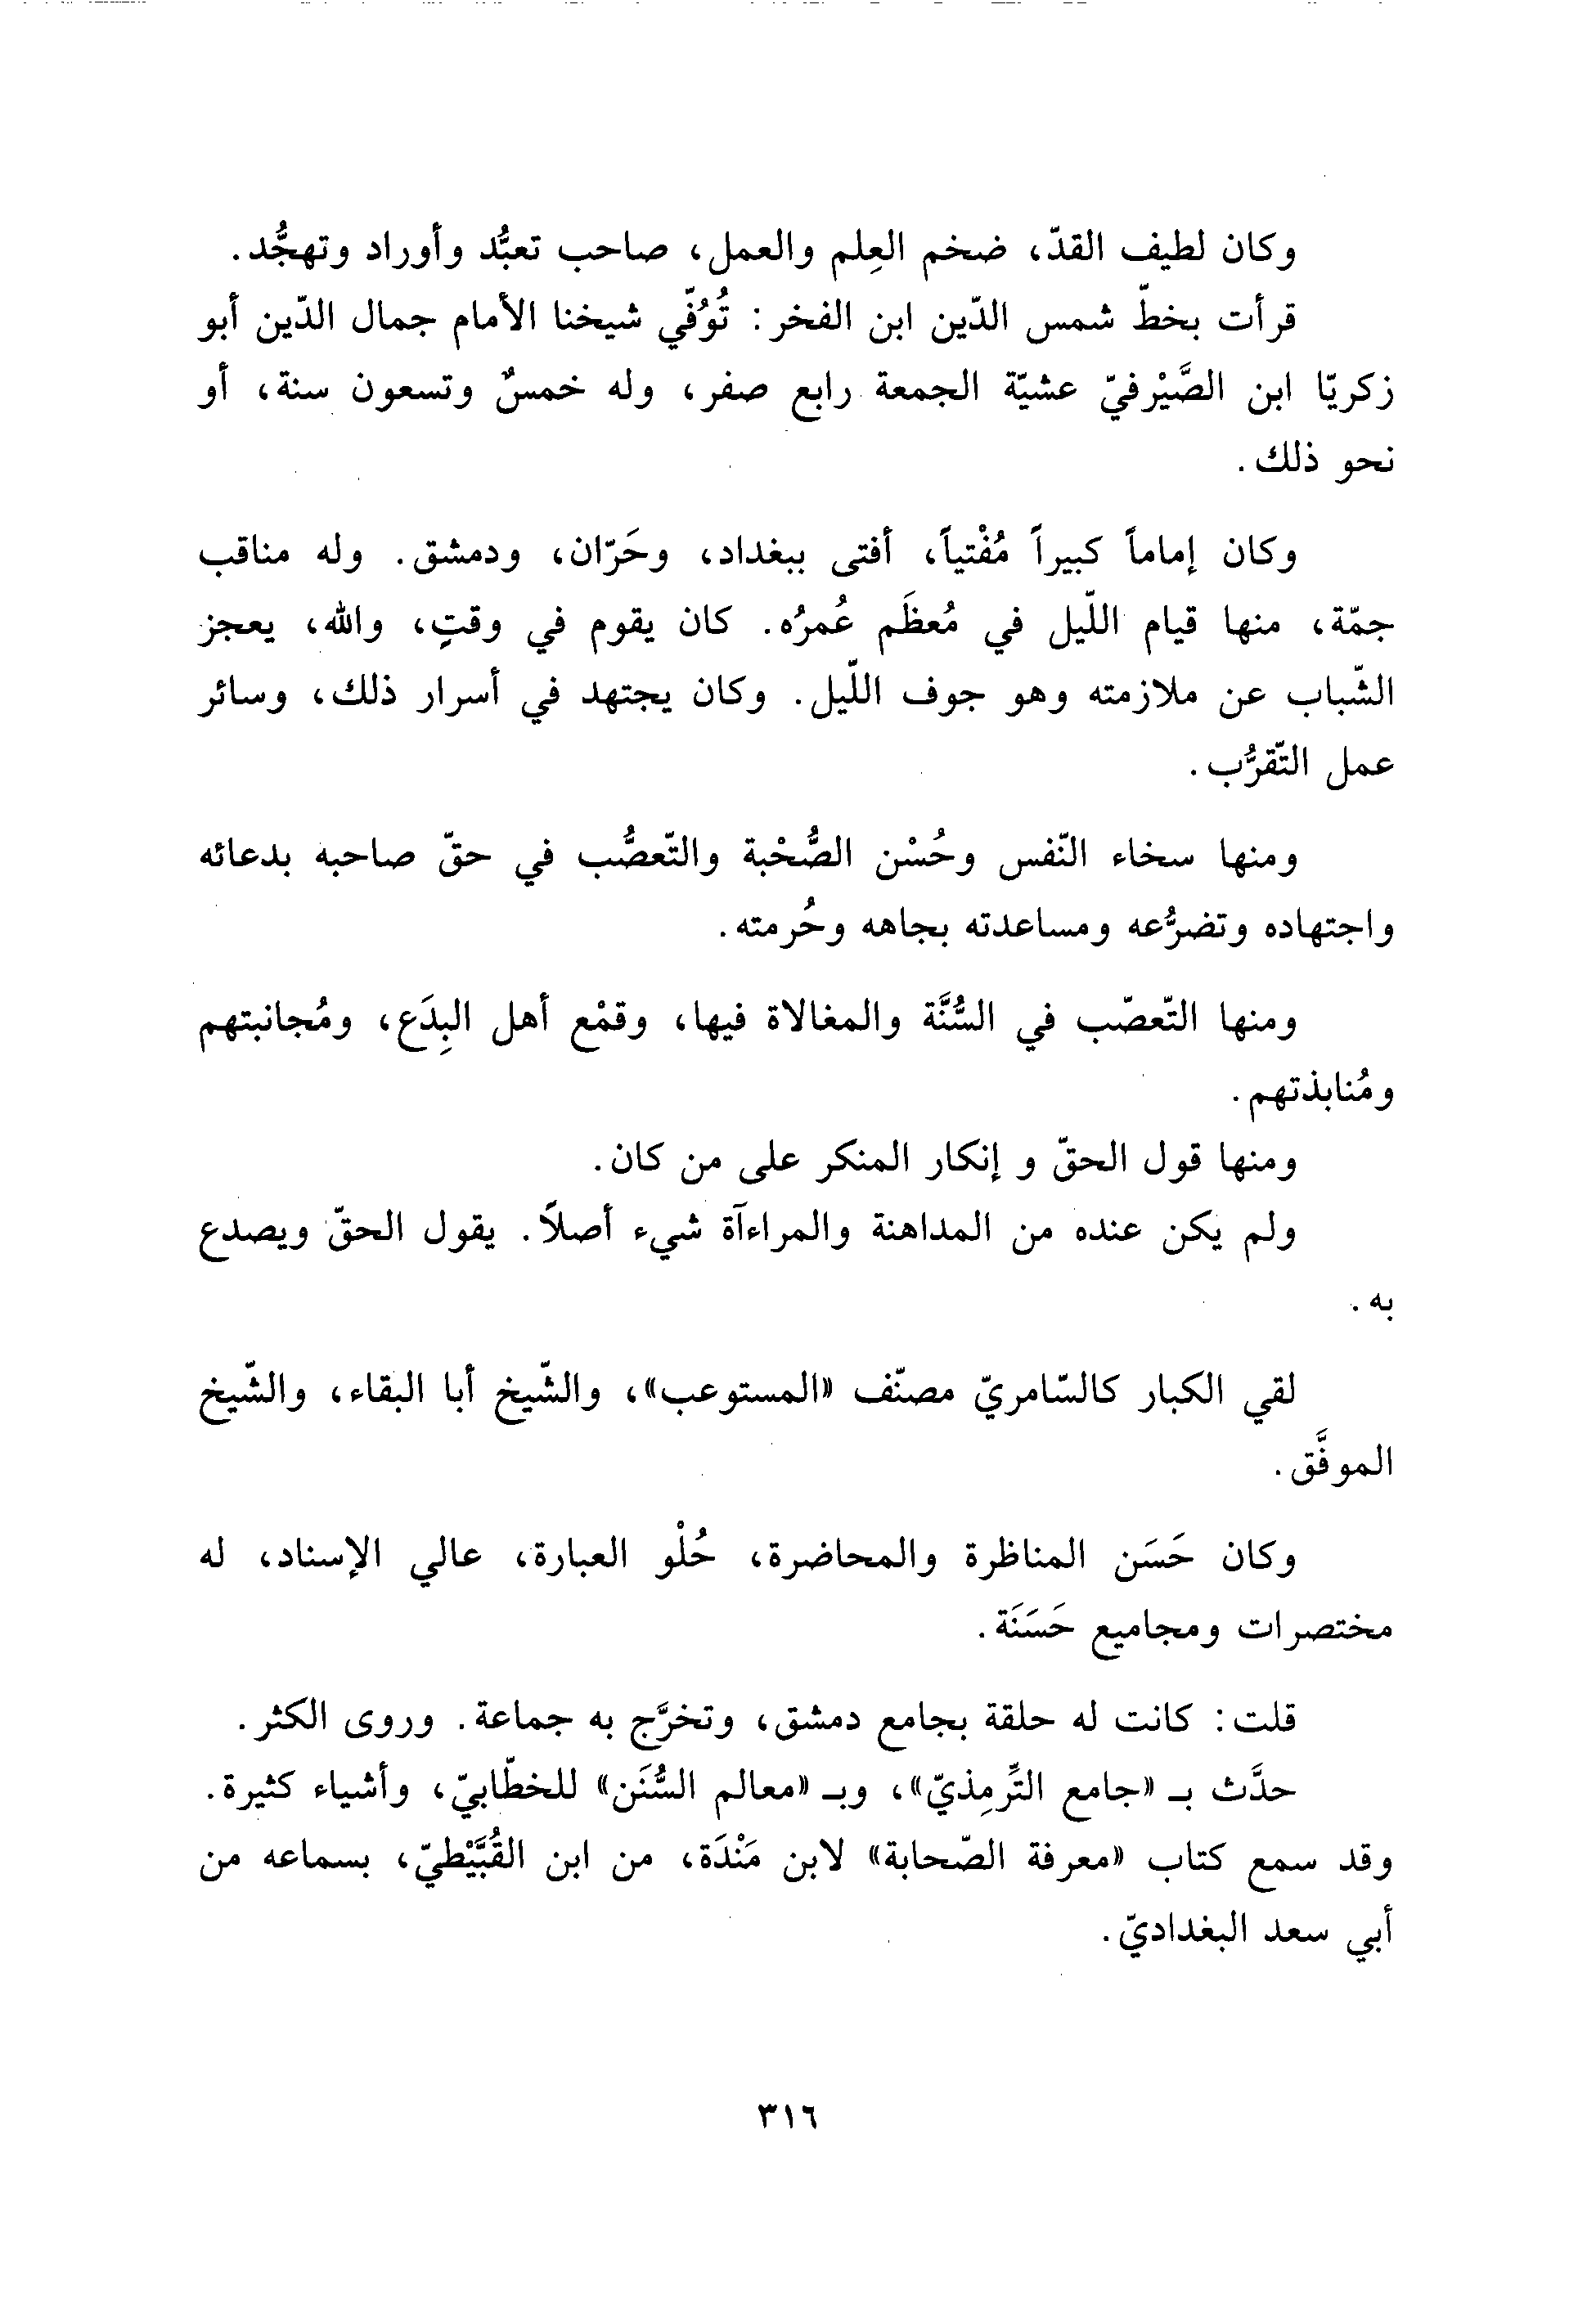 وكان لطيف القدّ، ضخم العِلم والعمل، صاحب تعبُّد وأوراد وتهجُّد.
قرأت بخطّ شمس الدّين ابن الفخر: تُوُفّي شيخنا الأمام جمال الدّين أبو
زكريّا ابن الصَّيْرفيّ عشيّة الجمعة رابع صفر، وله خمسٌ وتسعون سنة، أو
نحو ذلك.
وكان إماماً كبيراً مُفْتياً، أفتى ببغداد، وحَرّان، ودمشق. وله مناقب
جمّة، منها قيام اللّيل في مُعظَم عُمرُه. كان يقوم في وقتٍ، والله، يعجز
الشّباب عن ملازمته وهو جوف اللّيل. وكان يجتهد في أسرار ذلك، وسائر
عمل التّقرُّب.
ومنها سخاء النّفس وحُسْن الصُّحْبة والتّعصُّب في حقّ صاحبه بدعائه
واجتهاده وتضرُّعه ومساعدته بجاهه وحُرمته.
ومنها التّعصّب في السُّنَّة والمغالاة فيها، وقمْع أهل البِدَع، ومُجانبتهم
ومُنابذتهم.
ومنها قول الحقّ و إنكار المنكر على من كان.
ولم يكن عنده من المداهنة والمراءآة شيء أصلاً. يقول الحقّ ويصدع
به.
لقي الكبار كالسّامريّ مصنّف «المستوعب»، والشّيخ أبا البقاء، والشّيخ
الموفَّق.
وكان حَسَن المناظرة والمحاضرة، حُلْو العبارة، عالي الإسناد، له
مختصرات ومجاميع حَسَنَة.
قلت: كانت له حلقة بجامع دمشق، وتخرَّج به جماعة. وروى الكثر.
حدَّث بـ «جامع التِّرمِذيّ»، وبـ «معالم السُّنَن» للخطّابيّ، وأشياء كثيرة.
وقد سمع كتاب «معرفة الصّحابة» لابن مَنْدَة، من ابن القُبَّيْطيّ، بسماعه من
أبي سعد البغداديّ.
٣١٦